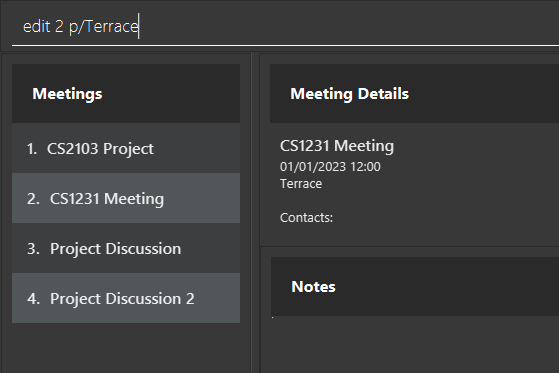 edit 2 p/Terrace
Meetings
1. CS2103 Project
2. CS1231 Meeting
3. Project Discussion
4. Project Discussion 2
Meeting Details
CS1231 Meeting
01/01/2023 12:00
Terrace
Contacts:
Notes